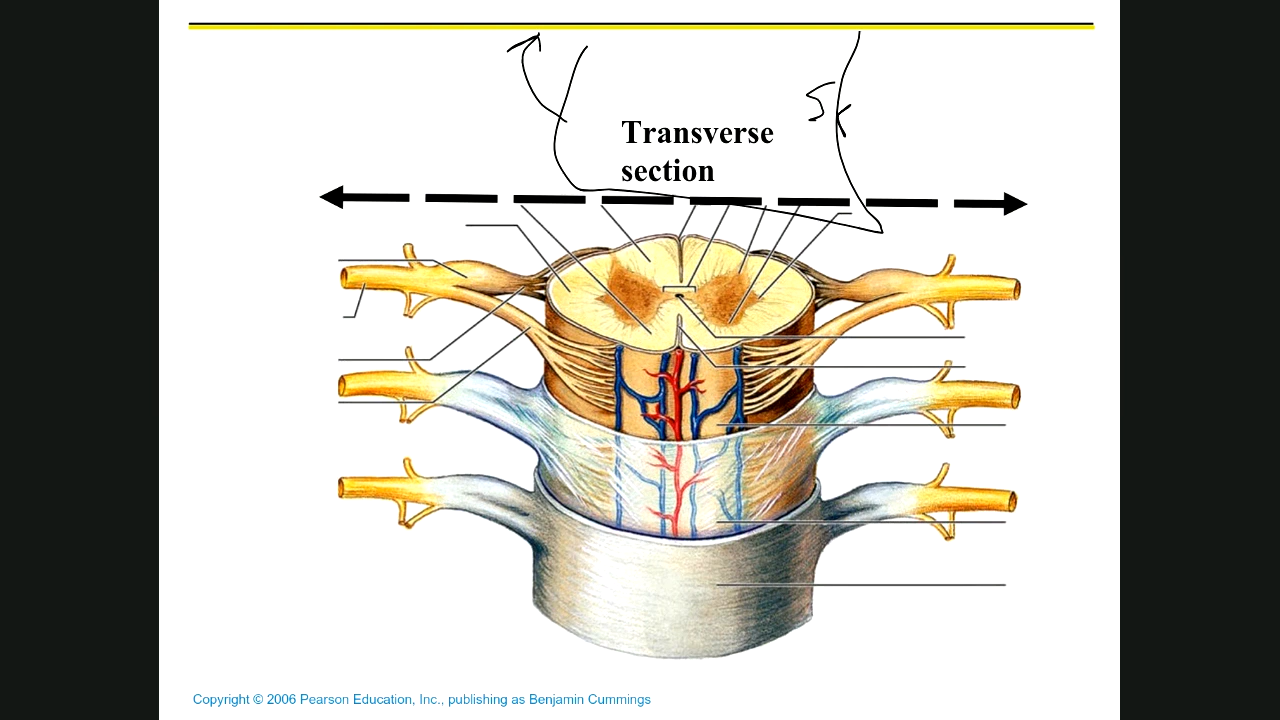 Transverse
section
Copyright © 2006 Pearson Education, Inc., publishing as Benjamin Cummings